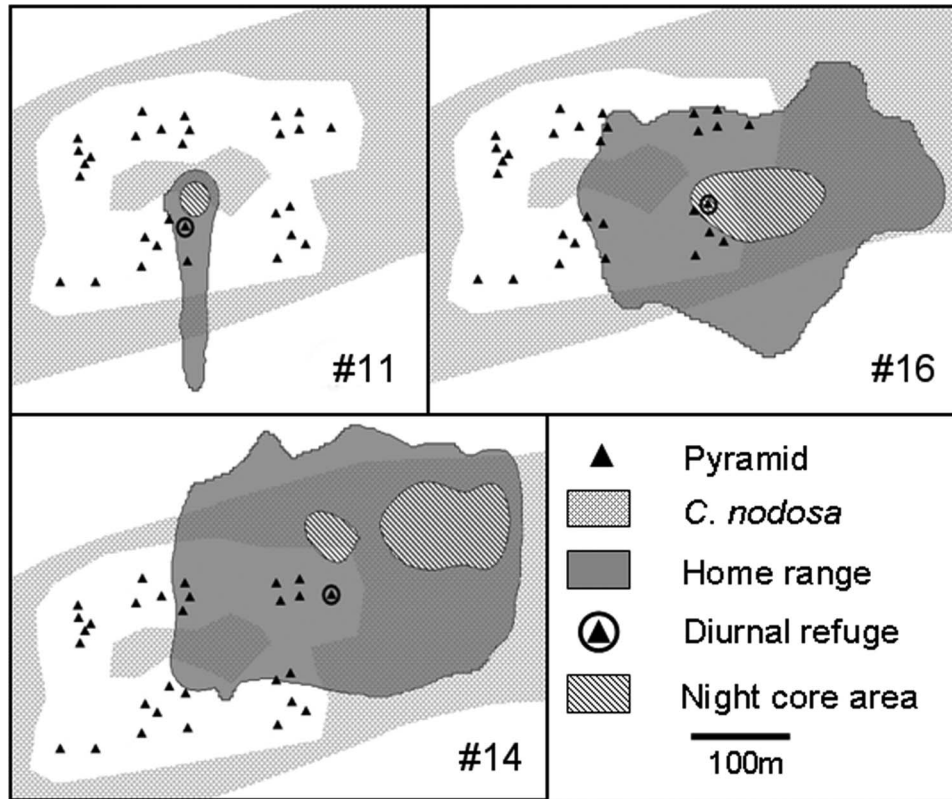 #11
#16
#14
Pyramid
C. nodosa
Home range
Diurnal refuge
Night core area
100m